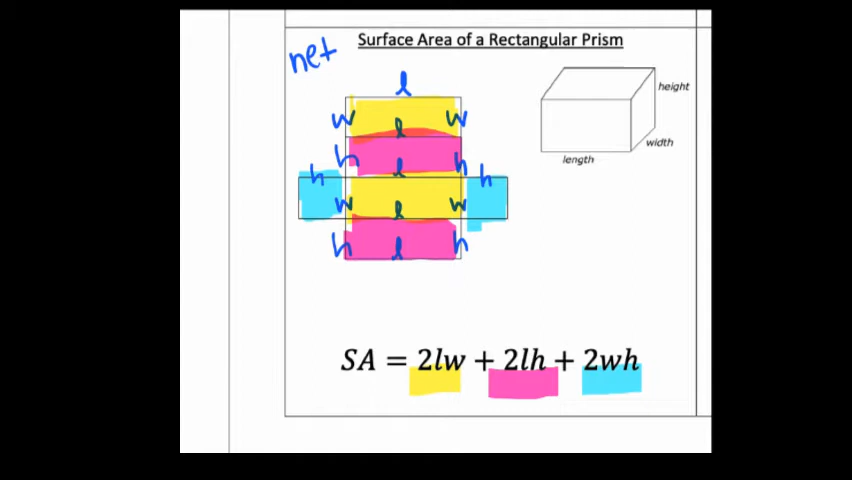 Surface Area of a Rectangular Prism
net
l
w l w
h l h
h w l w h
h l h
height
width
length
SA = 2lw + 2lh + 2wh